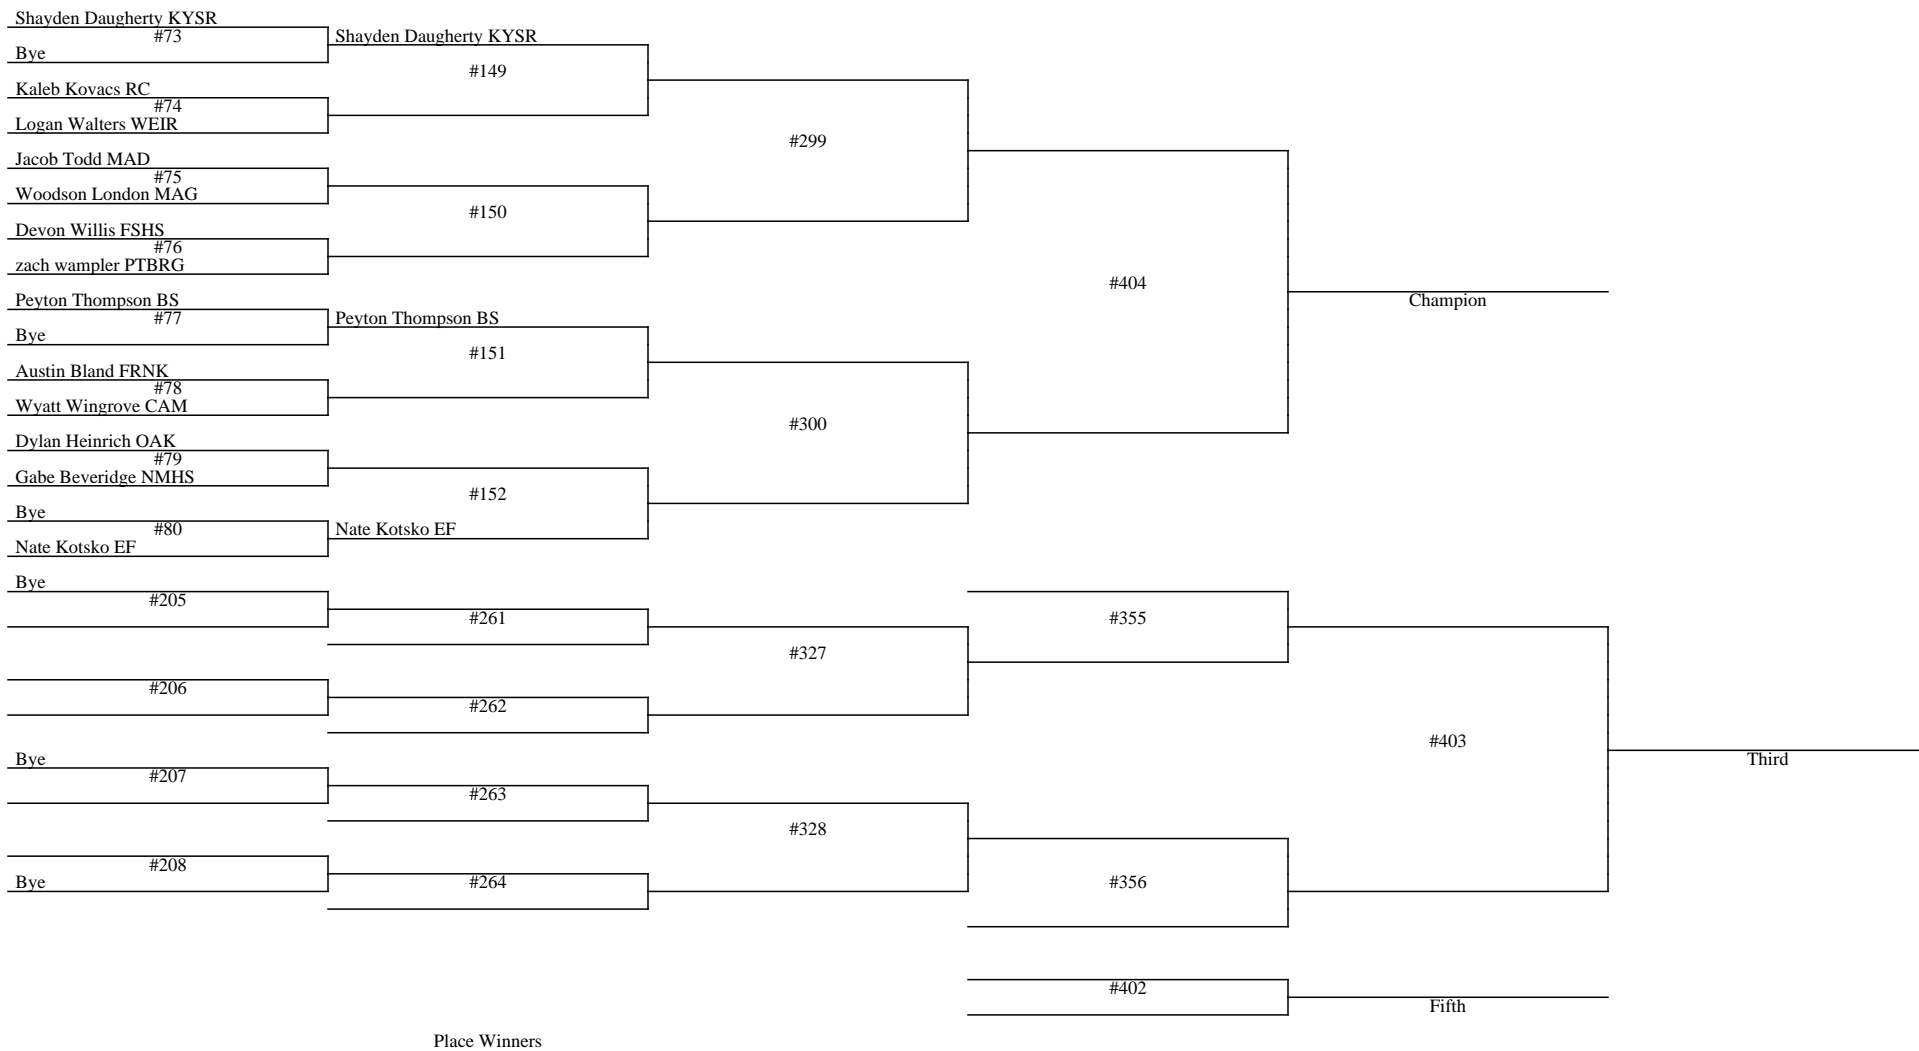 Shayden Daugherty KYSR
#73
Bye
Shayden Daugherty KYSR
#149
Kaleb Kovacs RC
#74
Logan Walters WEIR
#299
Jacob Todd MAD
#75
Woodson London MAG
#150
Devon Willis FSHS
#76
zach wampler PTBRG
#404
Champion
Peyton Thompson BS
#77
Bye
Peyton Thompson BS
#151
Austin Bland FRNK
#78
Wyatt Wingrove CAM
#300
Dylan Heinrich OAK
#79
Gabe Beveridge NMHS
#152
Bye
#80
Nate Kotsko EF
Nate Kotsko EF
Bye
#205
#261
#355
#327
#206
#262
#403
Third
Bye
#207
#263
#328
#208
Bye
#264
#356
#402
Fifth
Place Winners